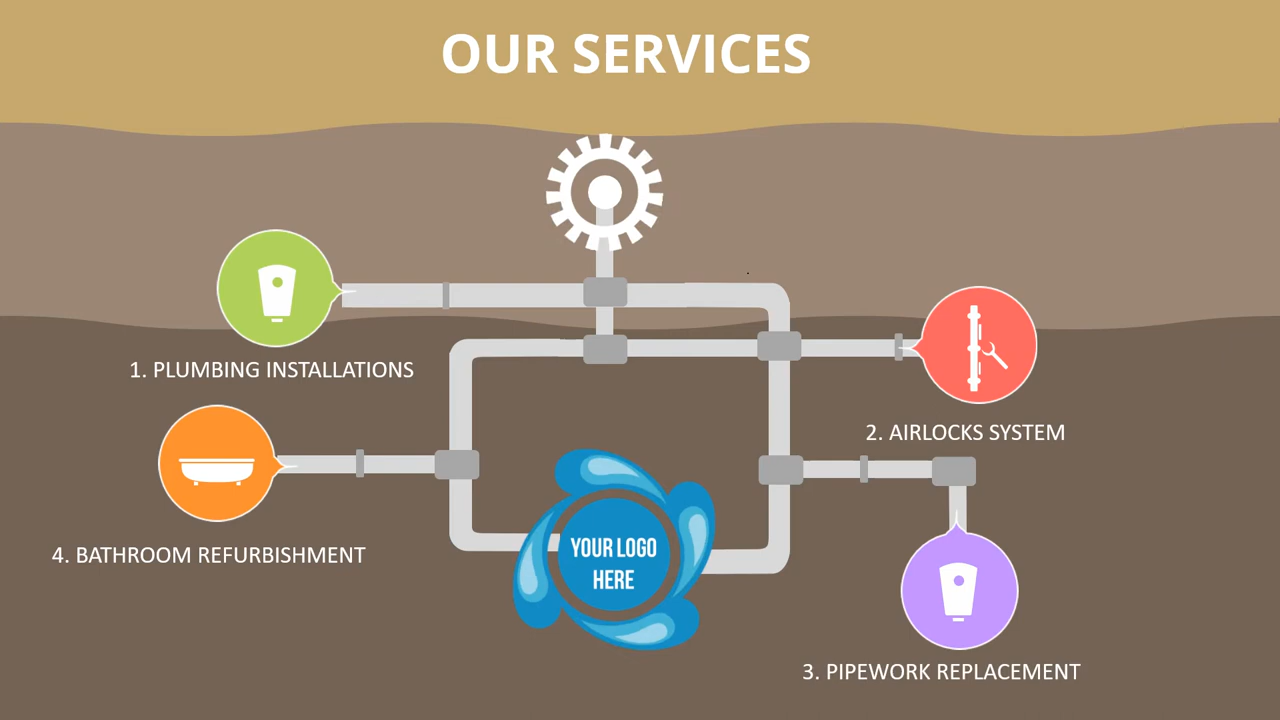 OUR SERVICES
1. PLUMBING INSTALLATIONS
2. AIRLOCKS SYSTEM
4. BATHROOM REFURBISHMENT
YOUR LOGO
HERE
3. PIPEWORK REPLACEMENT